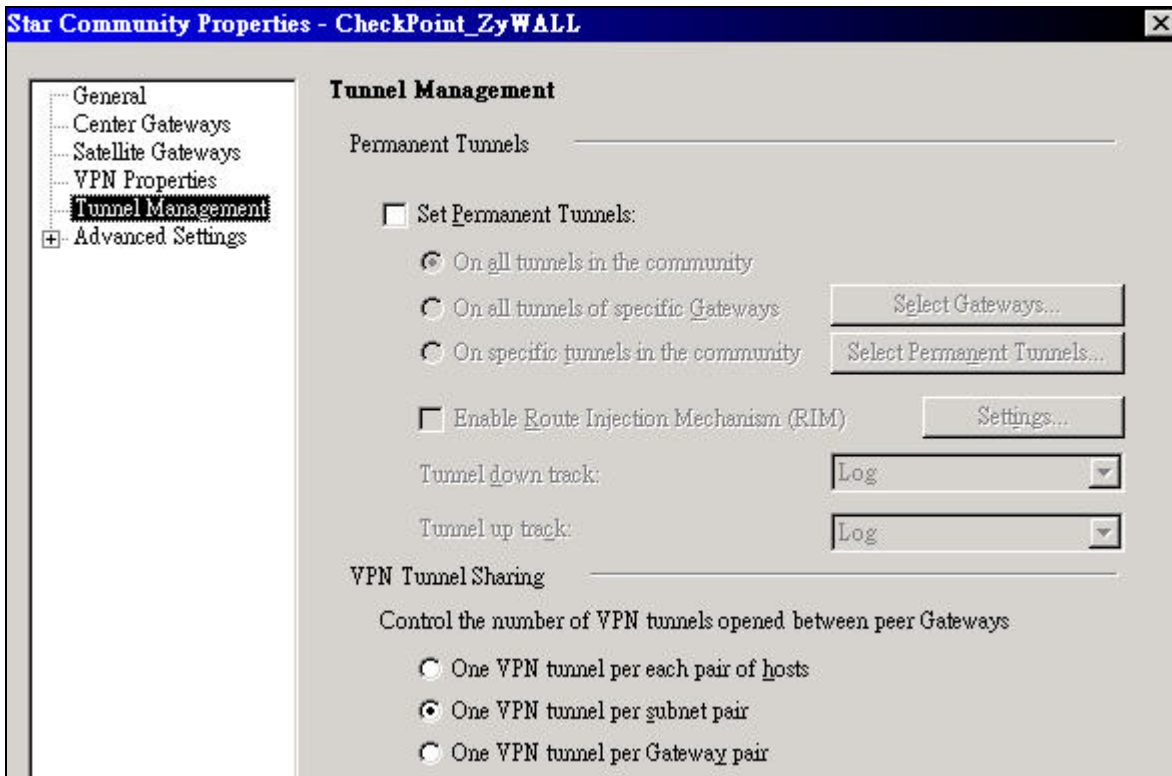 Star Community Properties - CheckPoint_ZyWALL
General
Center Gateways
Satellite Gateways
VPN Properties
Tunnel Management
Advanced Settings
Tunnel Management
Permanent Tunnels
Set Permanent Tunnels:
On all tunnels in the community
On all tunnels of specific Gateways
Select Gateways...
On specific tunnels in the community
Select Permanent Tunnels...
Enable Route Injection Mechanism (RIM)
Settings...
Tunnel down track:
Log
Tunnel up track:
Log
VPN Tunnel Sharing
Control the number of VPN tunnels opened between peer Gateways
One VPN tunnel per each pair of hosts
One VPN tunnel per subnet pair
One VPN tunnel per Gateway pair